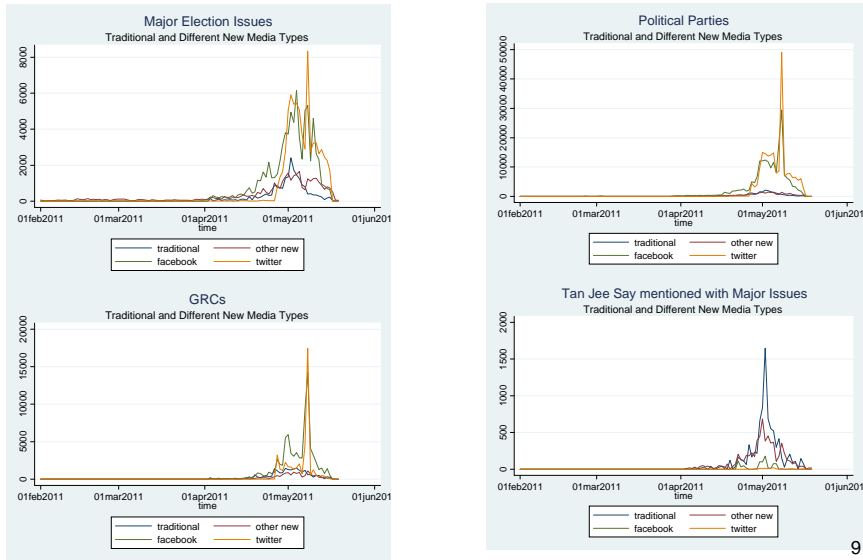 Major Election Issues
Traditional and Different New Media Types
8000
6000
4000
2000
0
01feb2011 01mar2011 01apr2011 01may2011 01jun201
time
traditional other new
facebook twitter
Political Parties
Traditional and Different New Media Types
50000
40000
30000
20000
10000
0
01feb2011 01mar2011 01apr2011 01may2011 01jun201
time
traditional other new
facebook twitter
GRCs
Traditional and Different New Media Types
20000
15000
10000
5000
0
01feb2011 01mar2011 01apr2011 01may2011 01jun201
time
traditional other new
facebook twitter
Tan Jee Say mentioned with Major Issues
Traditional and Different New Media Types
2000
1500
1000
500
0
01feb2011 01mar2011 01apr2011 01may2011 01jun201
time
traditional other new
facebook twitter
9